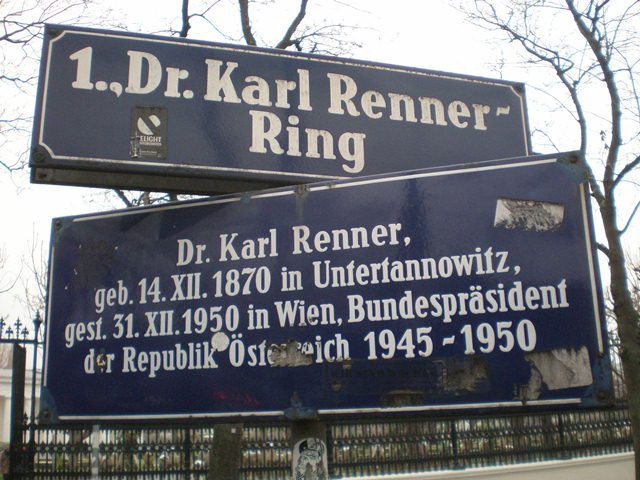 1., Dr. Karl Renner-
Ring
ELIGHT
Dr. Karl Renner,
geb. 14. XII. 1870 in Untertannowitz,
gest. 31. XII. 1950 in Wien, Bundespräsident
der Republik Österreich 1945 - 1950